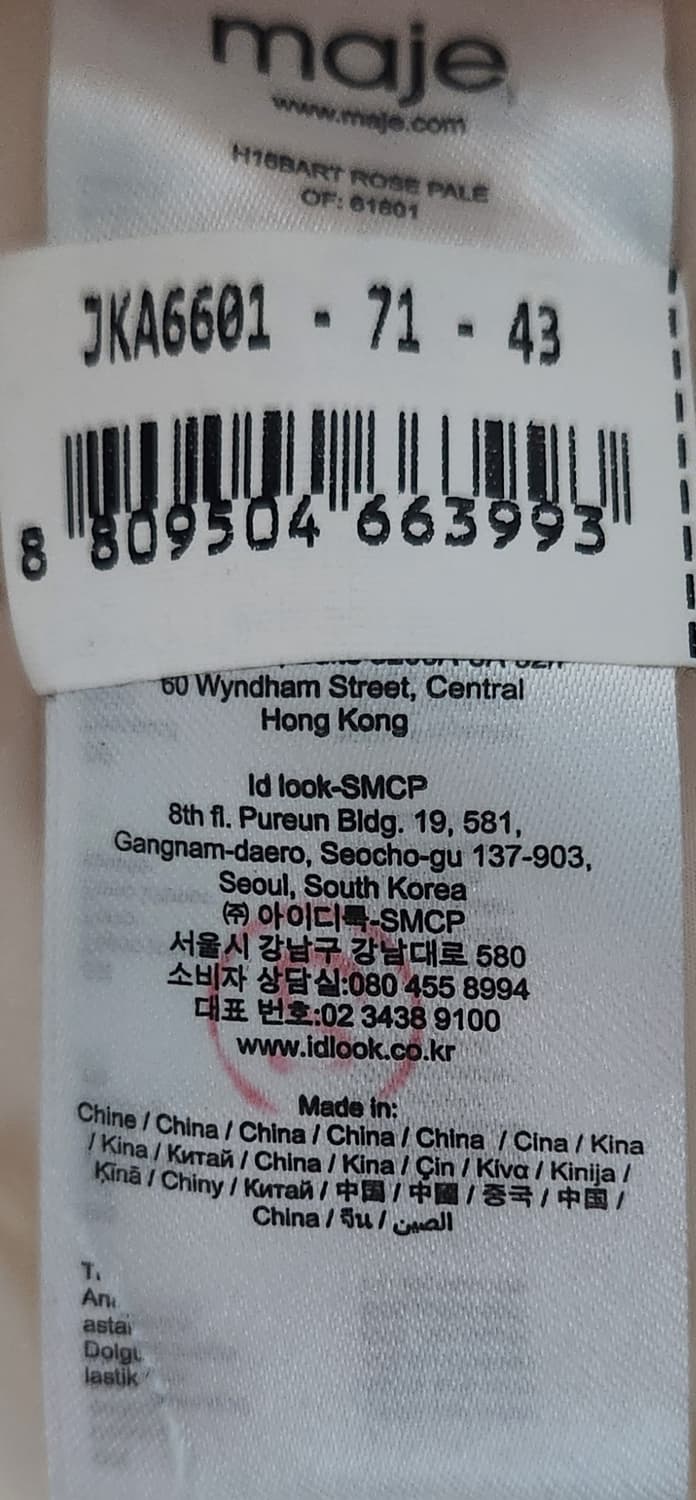 maje
www.maje.com
H16BART ROSE PALE
OF: 61601
JKA6601 - 71 - 43
8 809504 663993
60 Wyndham Street, Central
Hong Kong
Id look-SMCP
8th fl. Pureun Bldg. 19, 581,
Gangnam-daero, Seocho-gu 137-903,
Seoul, South Korea
㈜ 아이디룩-SMCP
서울시 강남구 강남대로 580
소비자 상담실:080 455 8994
대표 번호:02 3438 9100
www.idlook.co.kr
Made in:
Chine / China / China / China / China / Cina / Kina
/ Kina / Китай / China / Kina / Çin / Κίνα / Kinija /
Ķīnā / Chiny / Китай / 中国 / 中國 / 중국 / 中国 /
China / จีน / الصين
Dolgu
lastik